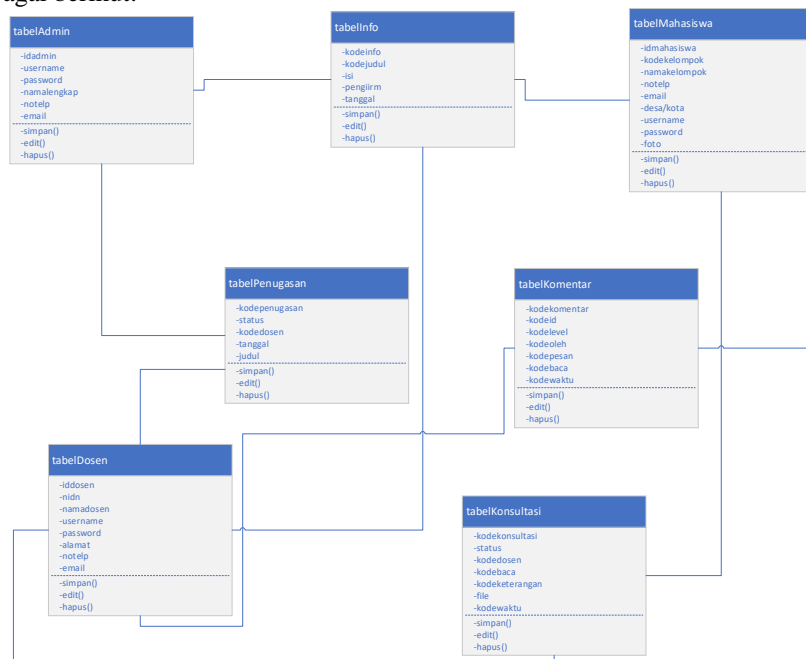 tabelAdmin
-idadmin
-username
-password
-namalengkap
-notelp
-email
-simpan()
-edit()
-hapus()
tabelInfo
-kodeinfo
-kodejudul
-isi
-pengiirm
-tanggal
-simpan()
-edit()
-hapus()
tabelMahasiswa
-idmahasiswa
-kodekelompok
-namakelompok
-notelp
-email
-desa/kota
-username
-password
-foto
-simpan()
-edit()
-hapus()
tabelPenugasan
-kodepenugasan
-status
-kodedosen
-tanggal
-judul
-simpan()
-edit()
-hapus()
tabelKomentar
-kodekomentar
-kodeid
-kodelevel
-kodeoleh
-kodepesan
-kodebaca
-kodewaktu
-simpan()
-edit()
-hapus()
tabelDosen
-iddosen
-nidn
-namadosen
-username
-password
-alamat
-notelp
-email
-simpan()
-edit()
-hapus()
tabelKonsultasi
-kodekonsultasi
-status
-kodedosen
-kodebaca
-kodeketerangan
-file
-kodewaktu
-simpan()
-edit()
-hapus()